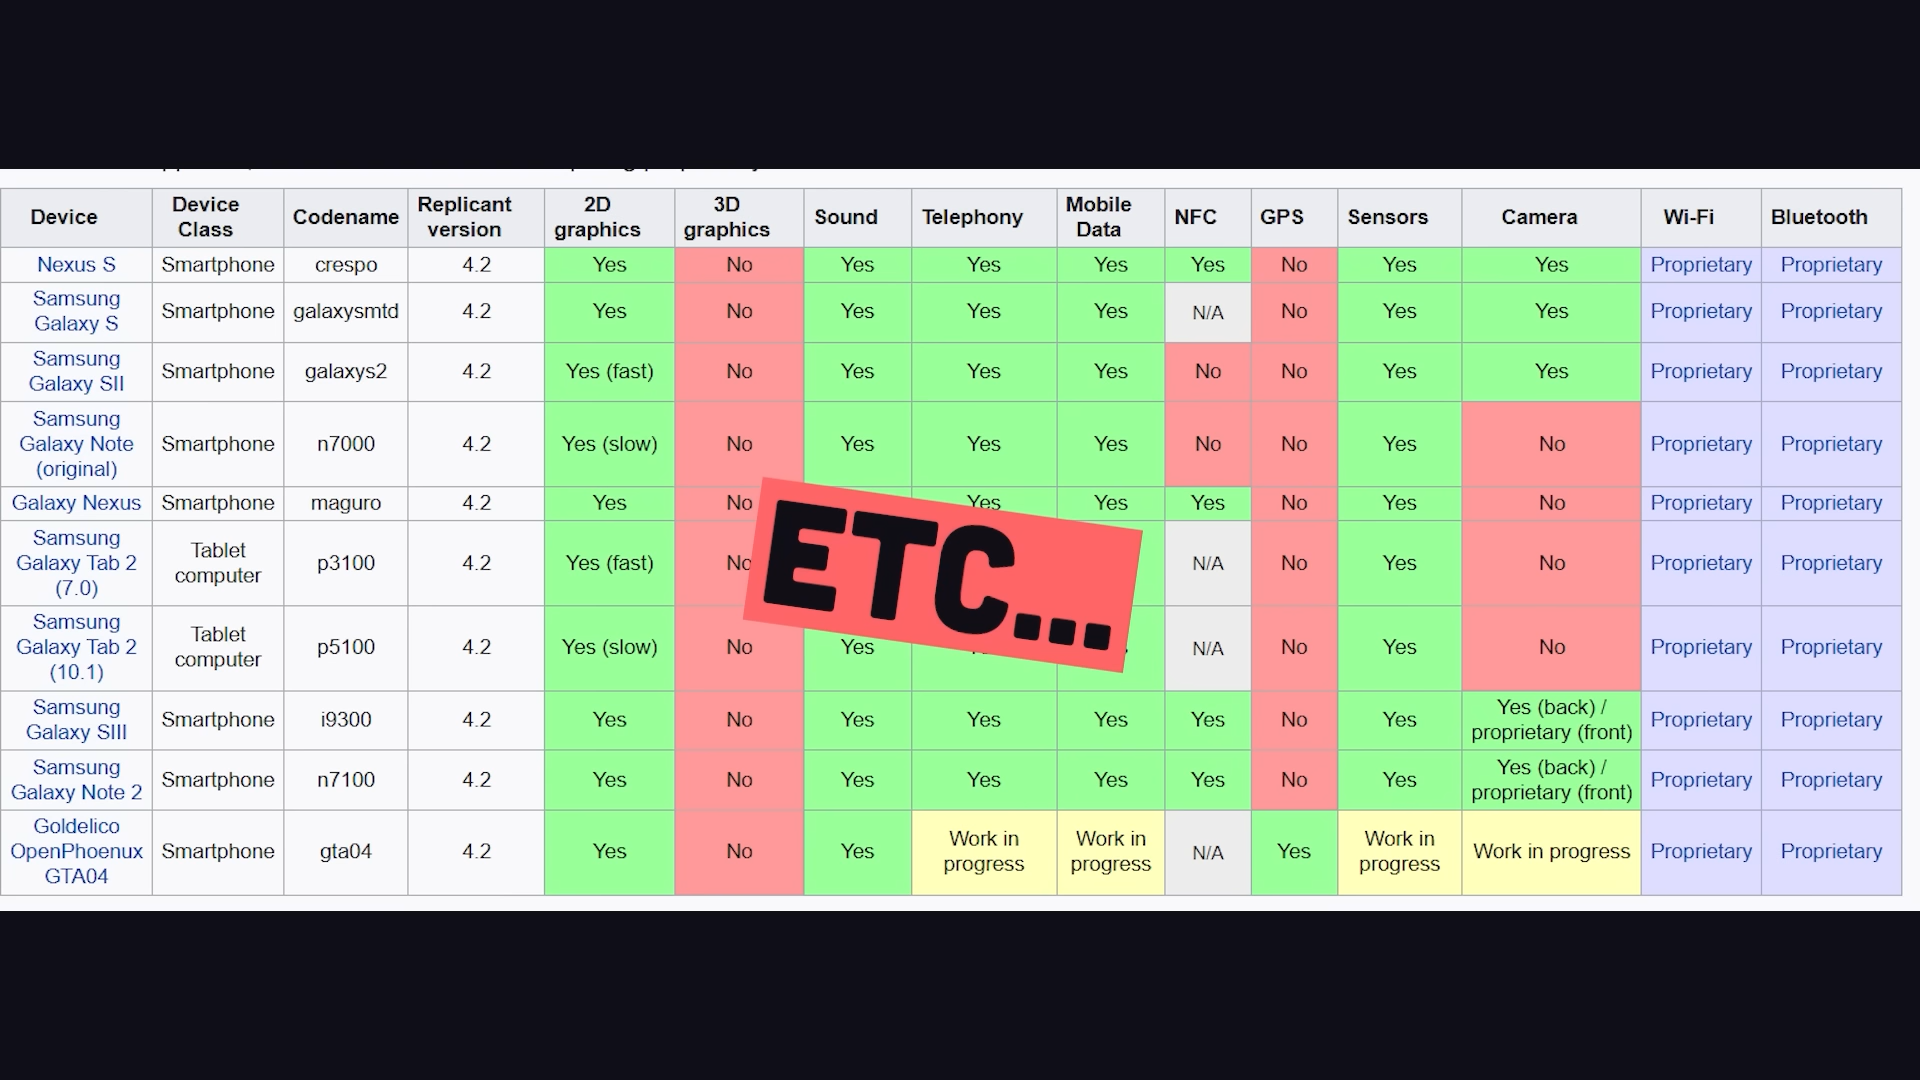 Device Device Class Codename Replicant version 2D graphics 3D graphics Sound Telephony Mobile Data NFC GPS Sensors Camera Wi-Fi Bluetooth
Nexus S Smartphone crespo 4.2 Yes No Yes Yes Yes Yes No Yes Yes Proprietary Proprietary
Samsung Galaxy S Smartphone galaxysmtd 4.2 Yes No Yes Yes Yes N/A No Yes Yes Proprietary Proprietary
Samsung Galaxy SII Smartphone galaxys2 4.2 Yes (fast) No Yes Yes Yes No No Yes Yes Proprietary Proprietary
Samsung Galaxy Note (original) Smartphone n7000 4.2 Yes (slow) No Yes Yes Yes No No Yes No Proprietary Proprietary
Galaxy Nexus Smartphone maguro 4.2 Yes No Yes Yes Yes No Yes No Proprietary Proprietary
Samsung Galaxy Tab 2 (7.0) Tablet computer p3100 4.2 Yes (fast) No N/A No Yes No Proprietary Proprietary
ETC...
Samsung Galaxy Tab 2 (10.1) Tablet computer p5100 4.2 Yes (slow) No Yes N/A No Yes No Proprietary Proprietary
Samsung Galaxy SIII Smartphone i9300 4.2 Yes No Yes Yes Yes Yes No Yes Yes (back) / proprietary (front) Proprietary Proprietary
Samsung Galaxy Note 2 Smartphone n7100 4.2 Yes No Yes Yes Yes Yes No Yes Yes (back) / proprietary (front) Proprietary Proprietary
Goldelico OpenPhoenux GTA04 Smartphone gta04 4.2 Yes No Yes Work in progress Work in progress N/A Yes Work in progress Work in progress Proprietary Proprietary